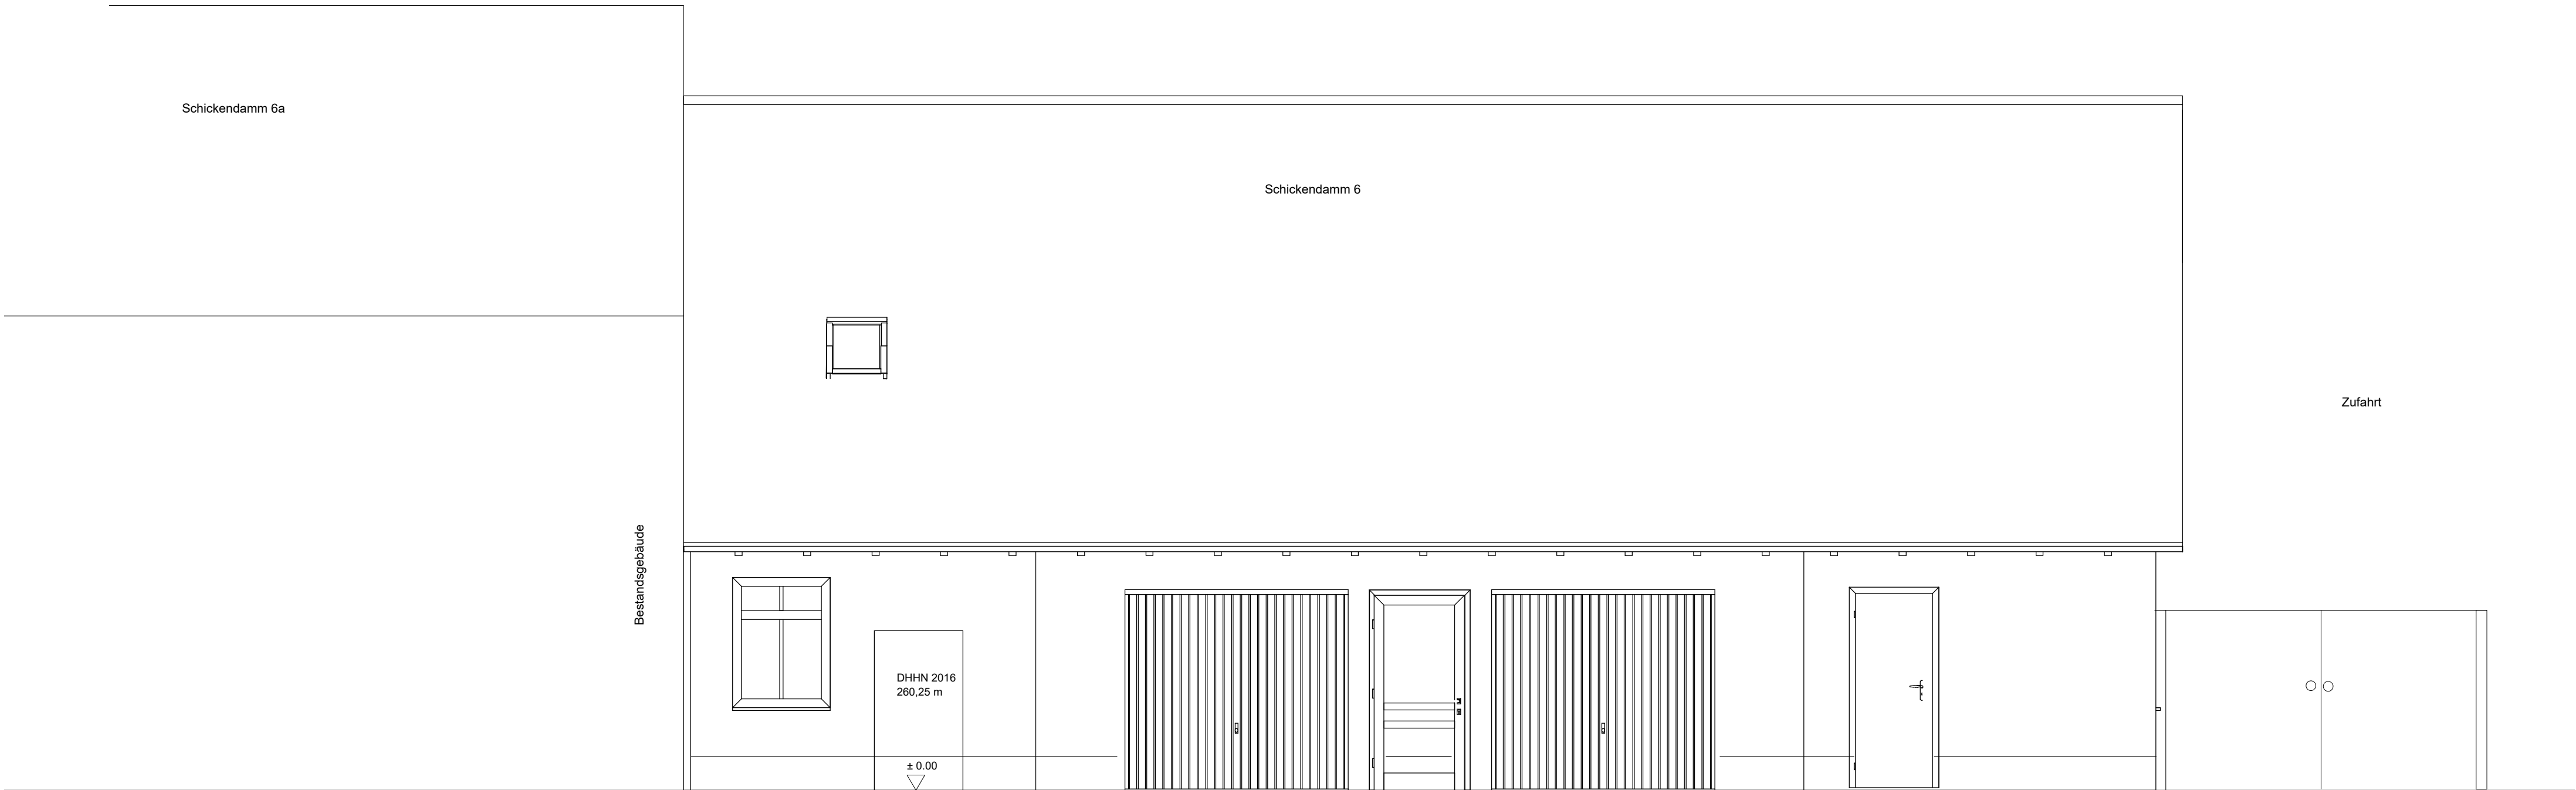 Schickendamm 6a
Schickendamm 6
Zufahrt
Bestandsgebäude
DHHN 2016
260,25 m
± 0.00